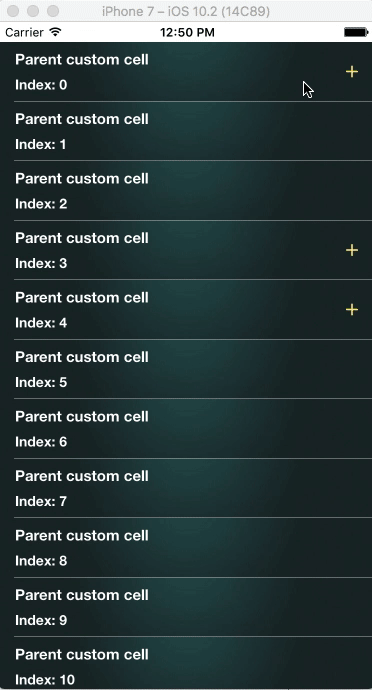 iPhone 7 – iOS 10.2 (14C89)
Carrier 12:50 PM
Parent custom cell
+
Index: 0
Parent custom cell
Index: 1
Parent custom cell
Index: 2
Parent custom cell
+
Index: 3
Parent custom cell
+
Index: 4
Parent custom cell
Index: 5
Parent custom cell
Index: 6
Parent custom cell
Index: 7
Parent custom cell
Index: 8
Parent custom cell
Index: 9
Parent custom cell
Index: 10